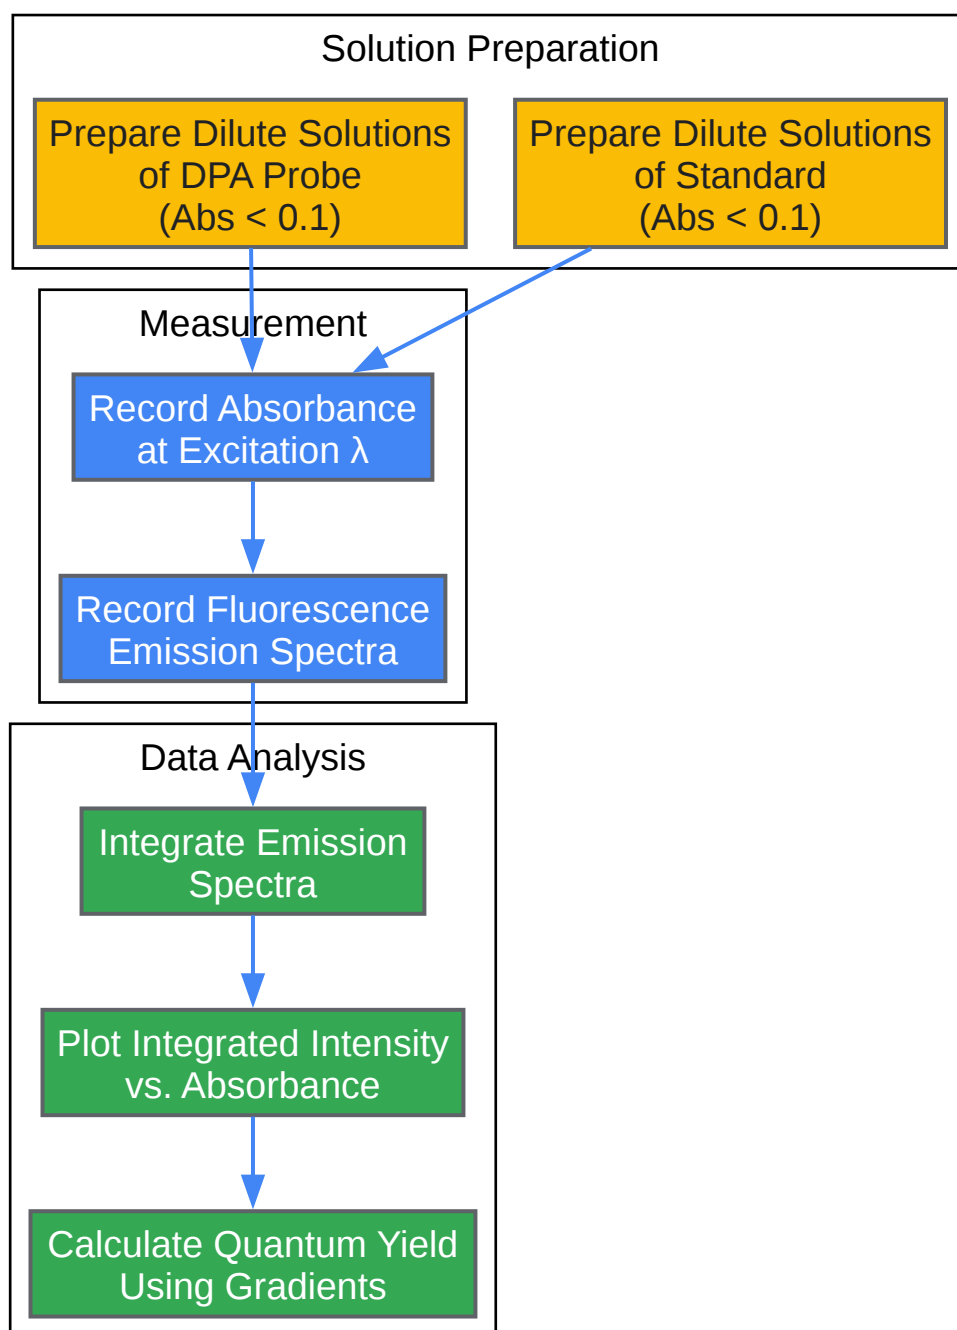 Solution Preparation
Prepare Dilute Solutions
of DPA Probe
(Abs < 0.1)
Prepare Dilute Solutions
of Standard
(Abs < 0.1)
Measurement
Record Absorbance
at Excitation λ
Record Fluorescence
Emission Spectra
Data Analysis
Integrate Emission
Spectra
Plot Integrated Intensity
vs. Absorbance
Calculate Quantum Yield
Using Gradients